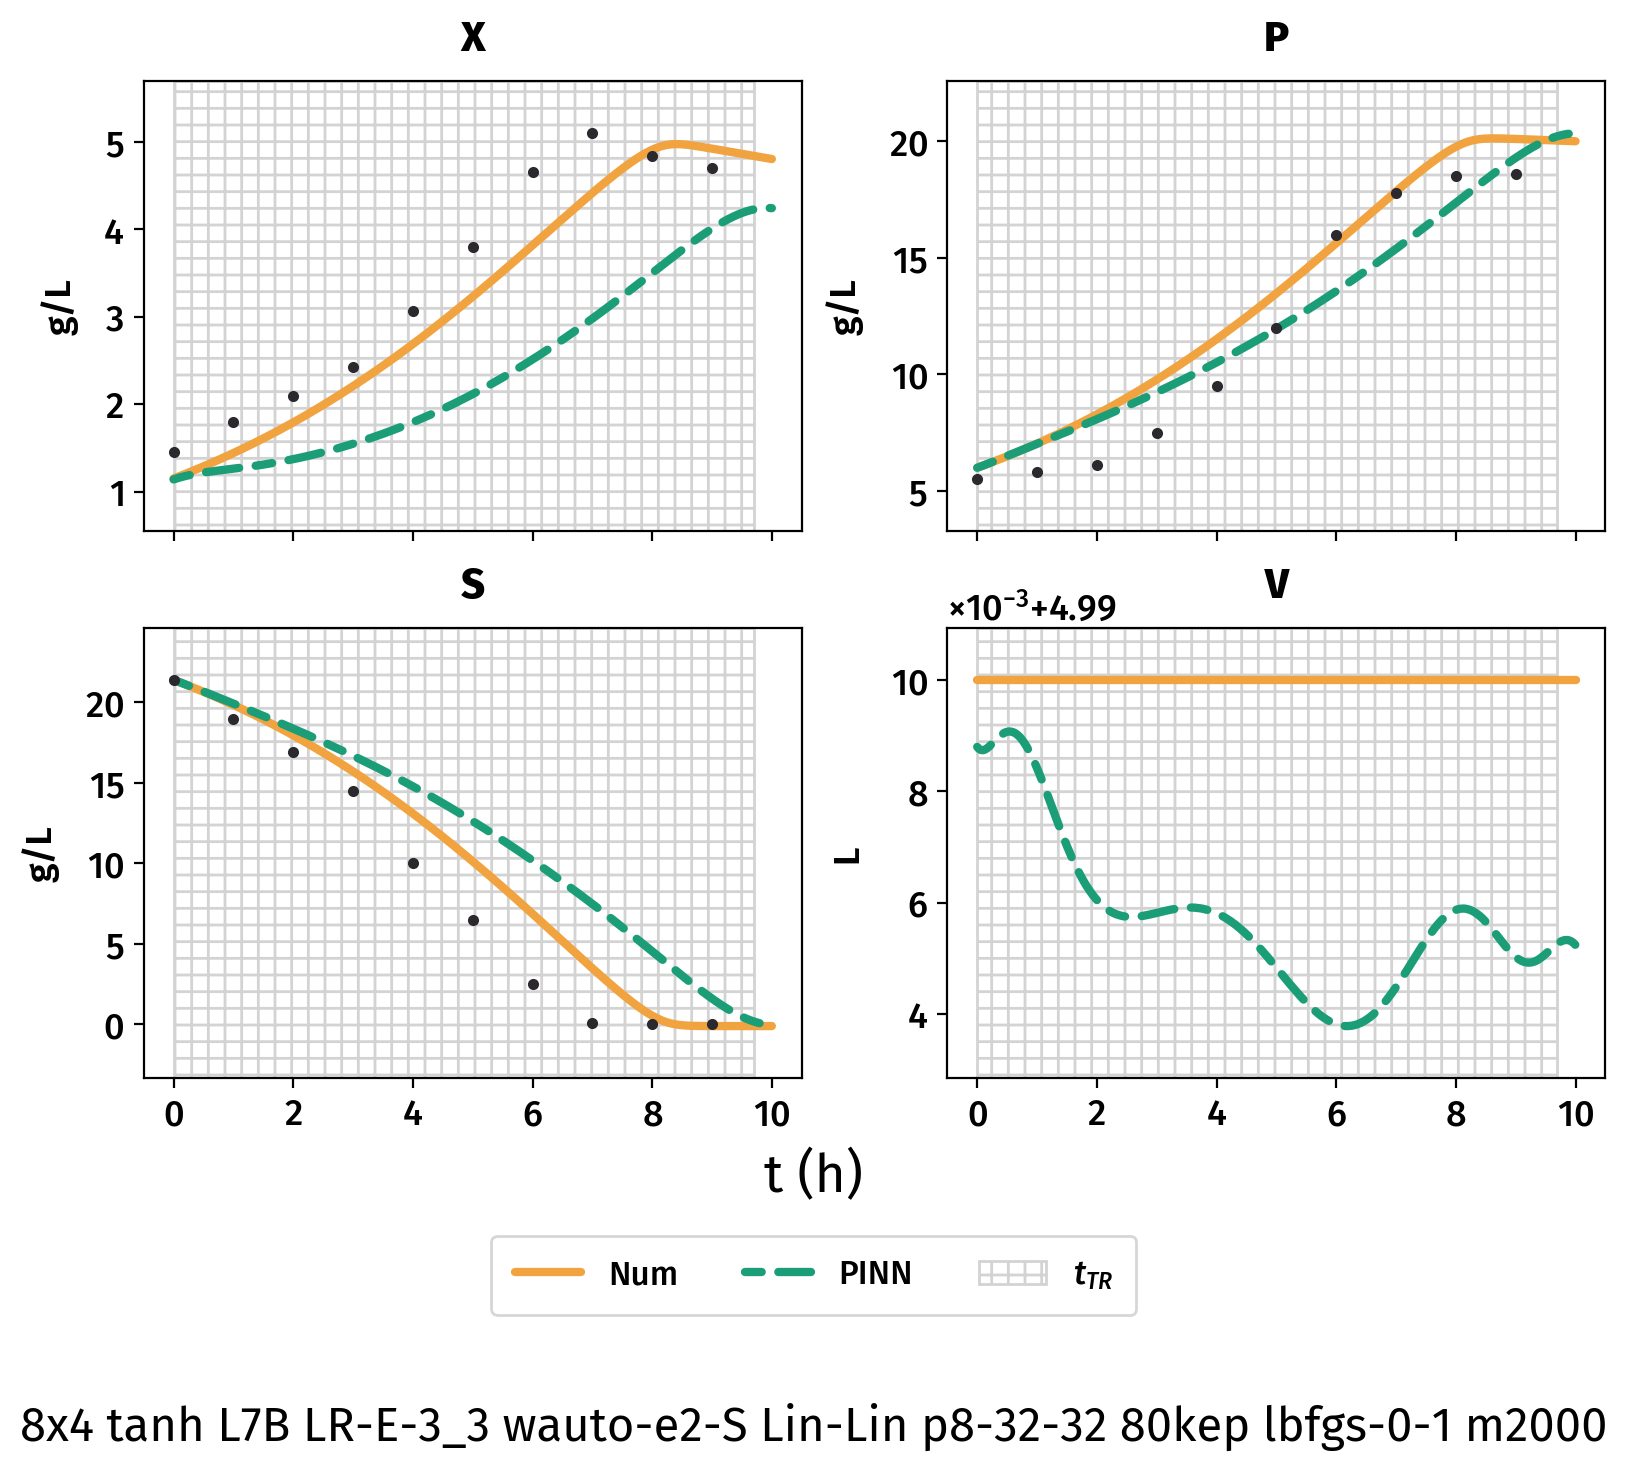 X
P
g/L
5
4
3
2
1
g/L
20
15
10
5
S
V
×10⁻³+4.99
g/L
20
15
10
5
0
0 2 4 6 8 10
L
10
8
6
4
0 2 4 6 8 10
t (h)
Num PINN t_TR
8x4 tanh L7B LR-E-3_3 wauto-e2-S Lin-Lin p8-32-32 80kep lbfgs-0-1 m2000